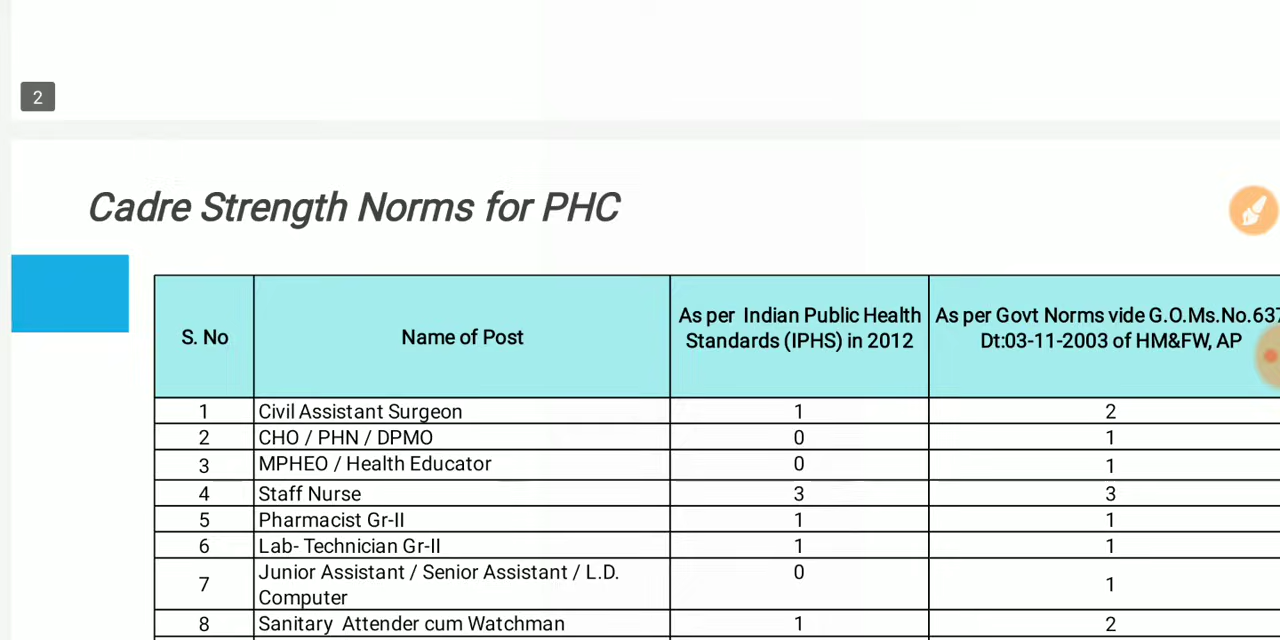 2
Cadre Strength Norms for PHC
S. No
Name of Post
As per Indian Public Health
Standards (IPHS) in 2012
As per Govt Norms vide G.O.Ms.No.637
Dt:03-11-2003 of HM&FW, AP
1 Civil Assistant Surgeon 1 2
2 CHO / PHN / DPMO 0 1
3 MPHEO / Health Educator 0 1
4 Staff Nurse 3 3
5 Pharmacist Gr-II 1 1
6 Lab- Technician Gr-II 1 1
7 Junior Assistant / Senior Assistant / L.D. 0 1
Computer
8 Sanitary Attender cum Watchman 1 2